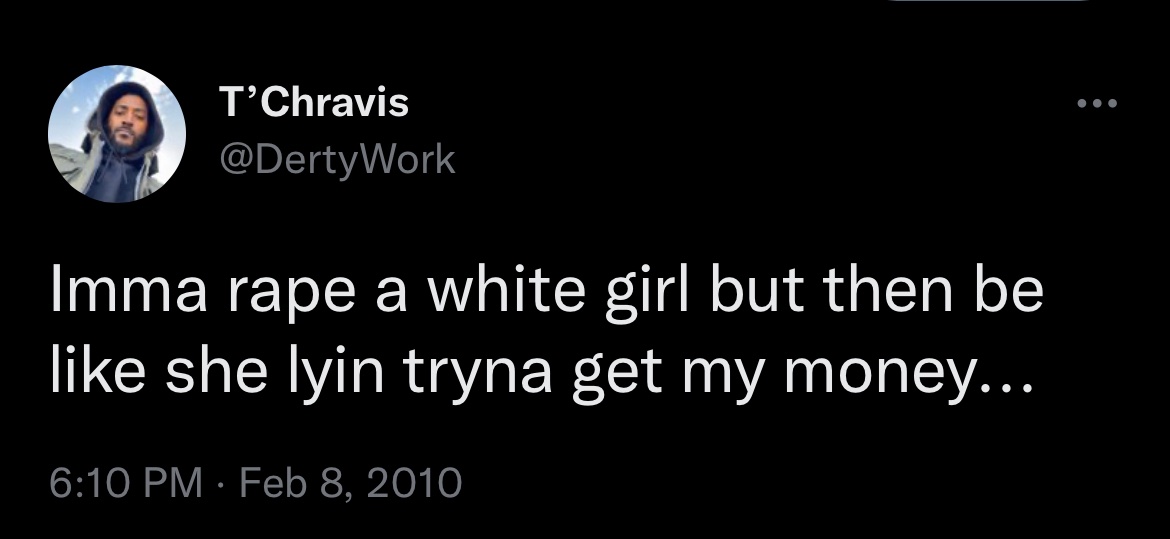 T’Chravis
@DertyWork
Imma rape a white girl but then be
like she lyin tryna get my money...
6:10 PM · Feb 8, 2010